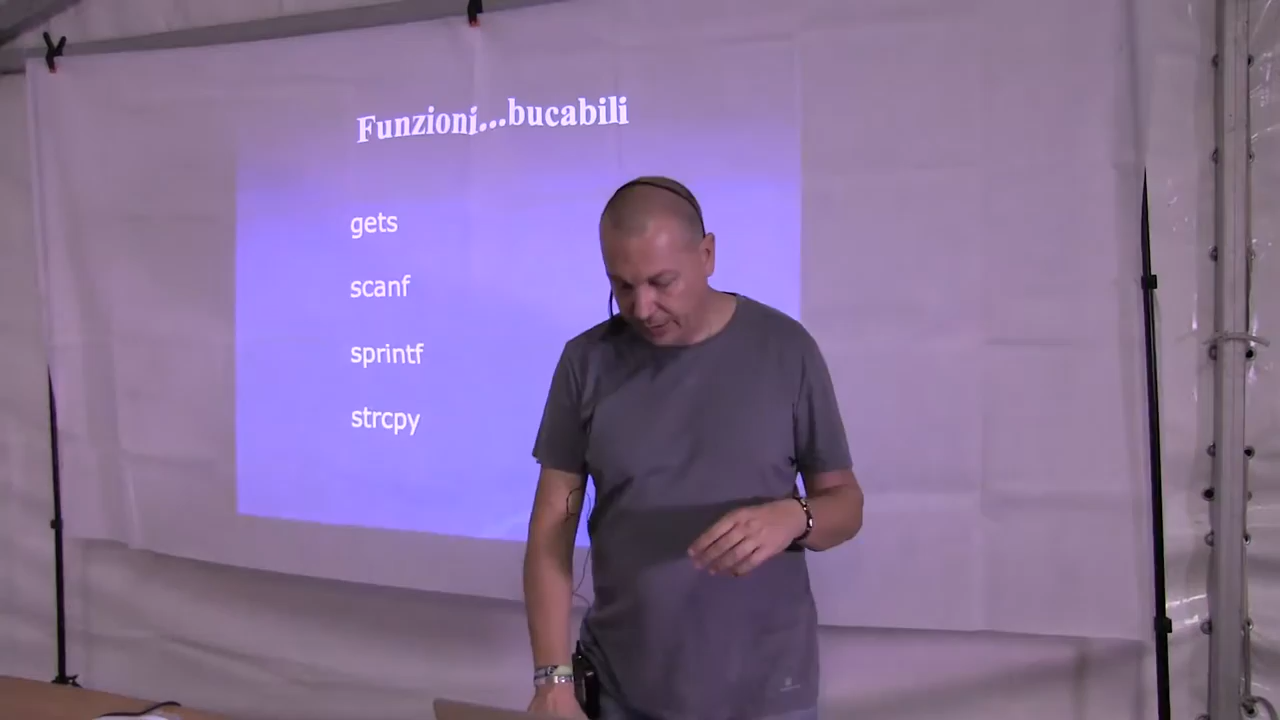 Funzioni...bucabili
gets
scanf
sprintf
strcpy